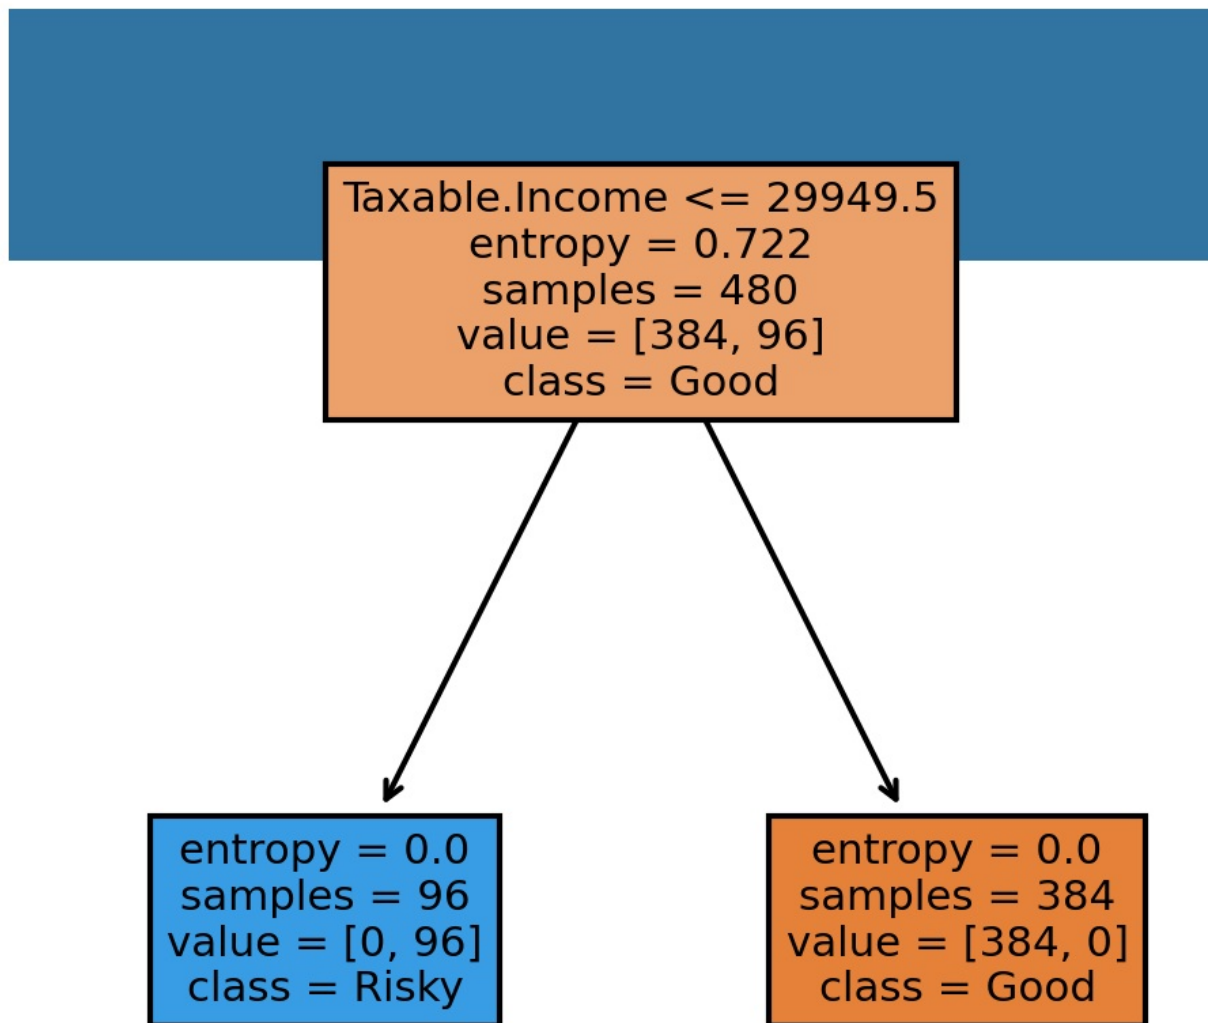 Taxable.Income <= 29949.5
entropy = 0.722
samples = 480
value = [384, 96]
class = Good
entropy = 0.0
samples = 96
value = [0, 96]
class = Risky
entropy = 0.0
samples = 384
value = [384, 0]
class = Good